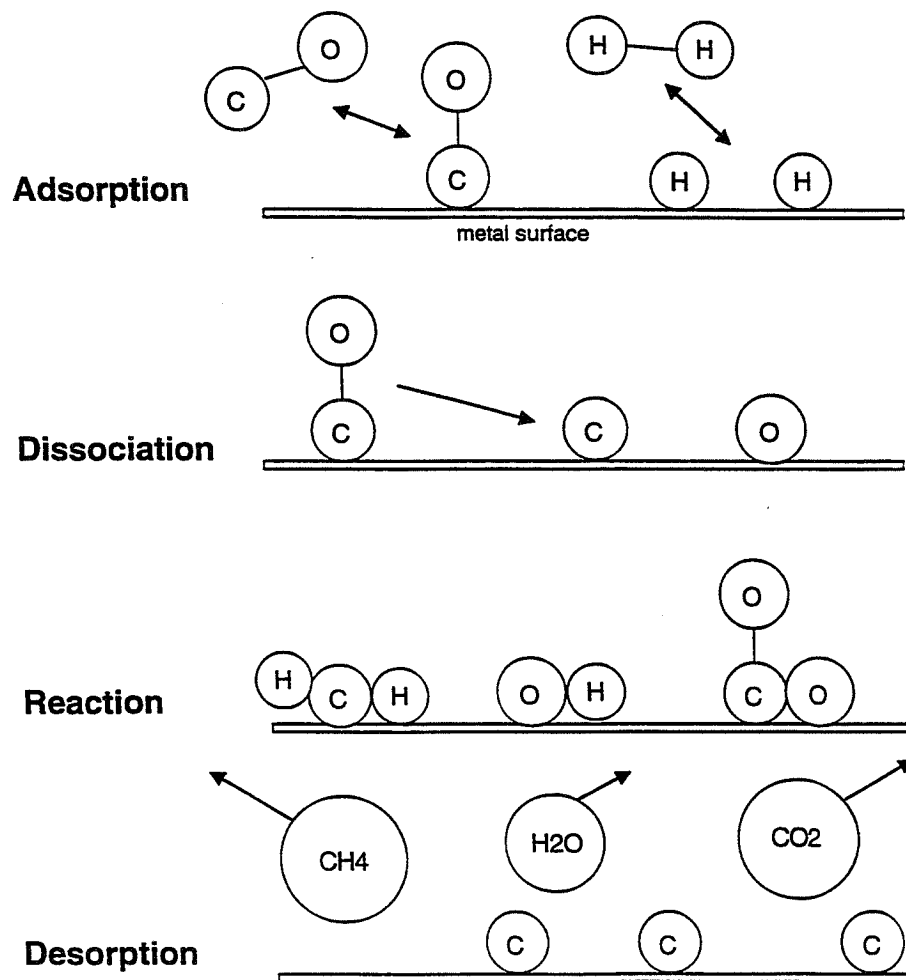 O
C
O
C
H
H
H
H
Adsorption
metal surface
O
C
C
O
Dissociation
O
H
C
H
O
H
C
O
Reaction
CH4
H2O
CO2
C
C
C
Desorption